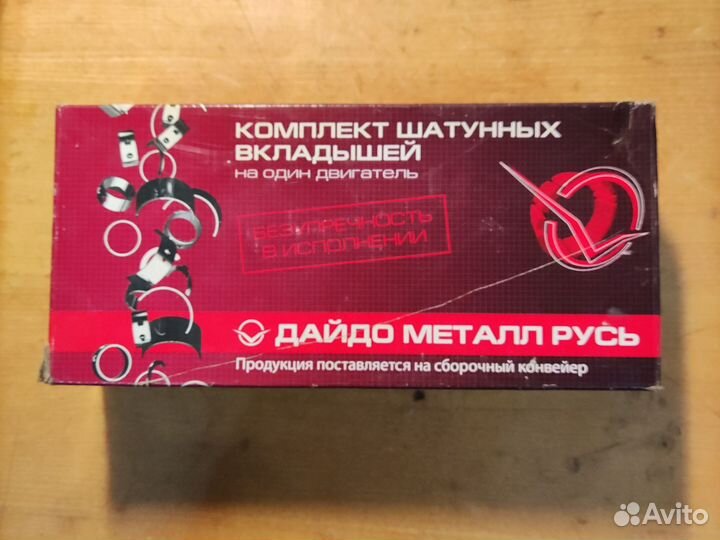 КОМПЛЕКТ ШАТУННЫХ
ВКЛАДЫШЕЙ
на один двигатель
БЕЗУПРЕЧНОСТЬ
В ИСПОЛНЕНИИ
ДАЙДО МЕТАЛЛ РУСЬ
Продукция поставляется на сборочный конвейер
Avito